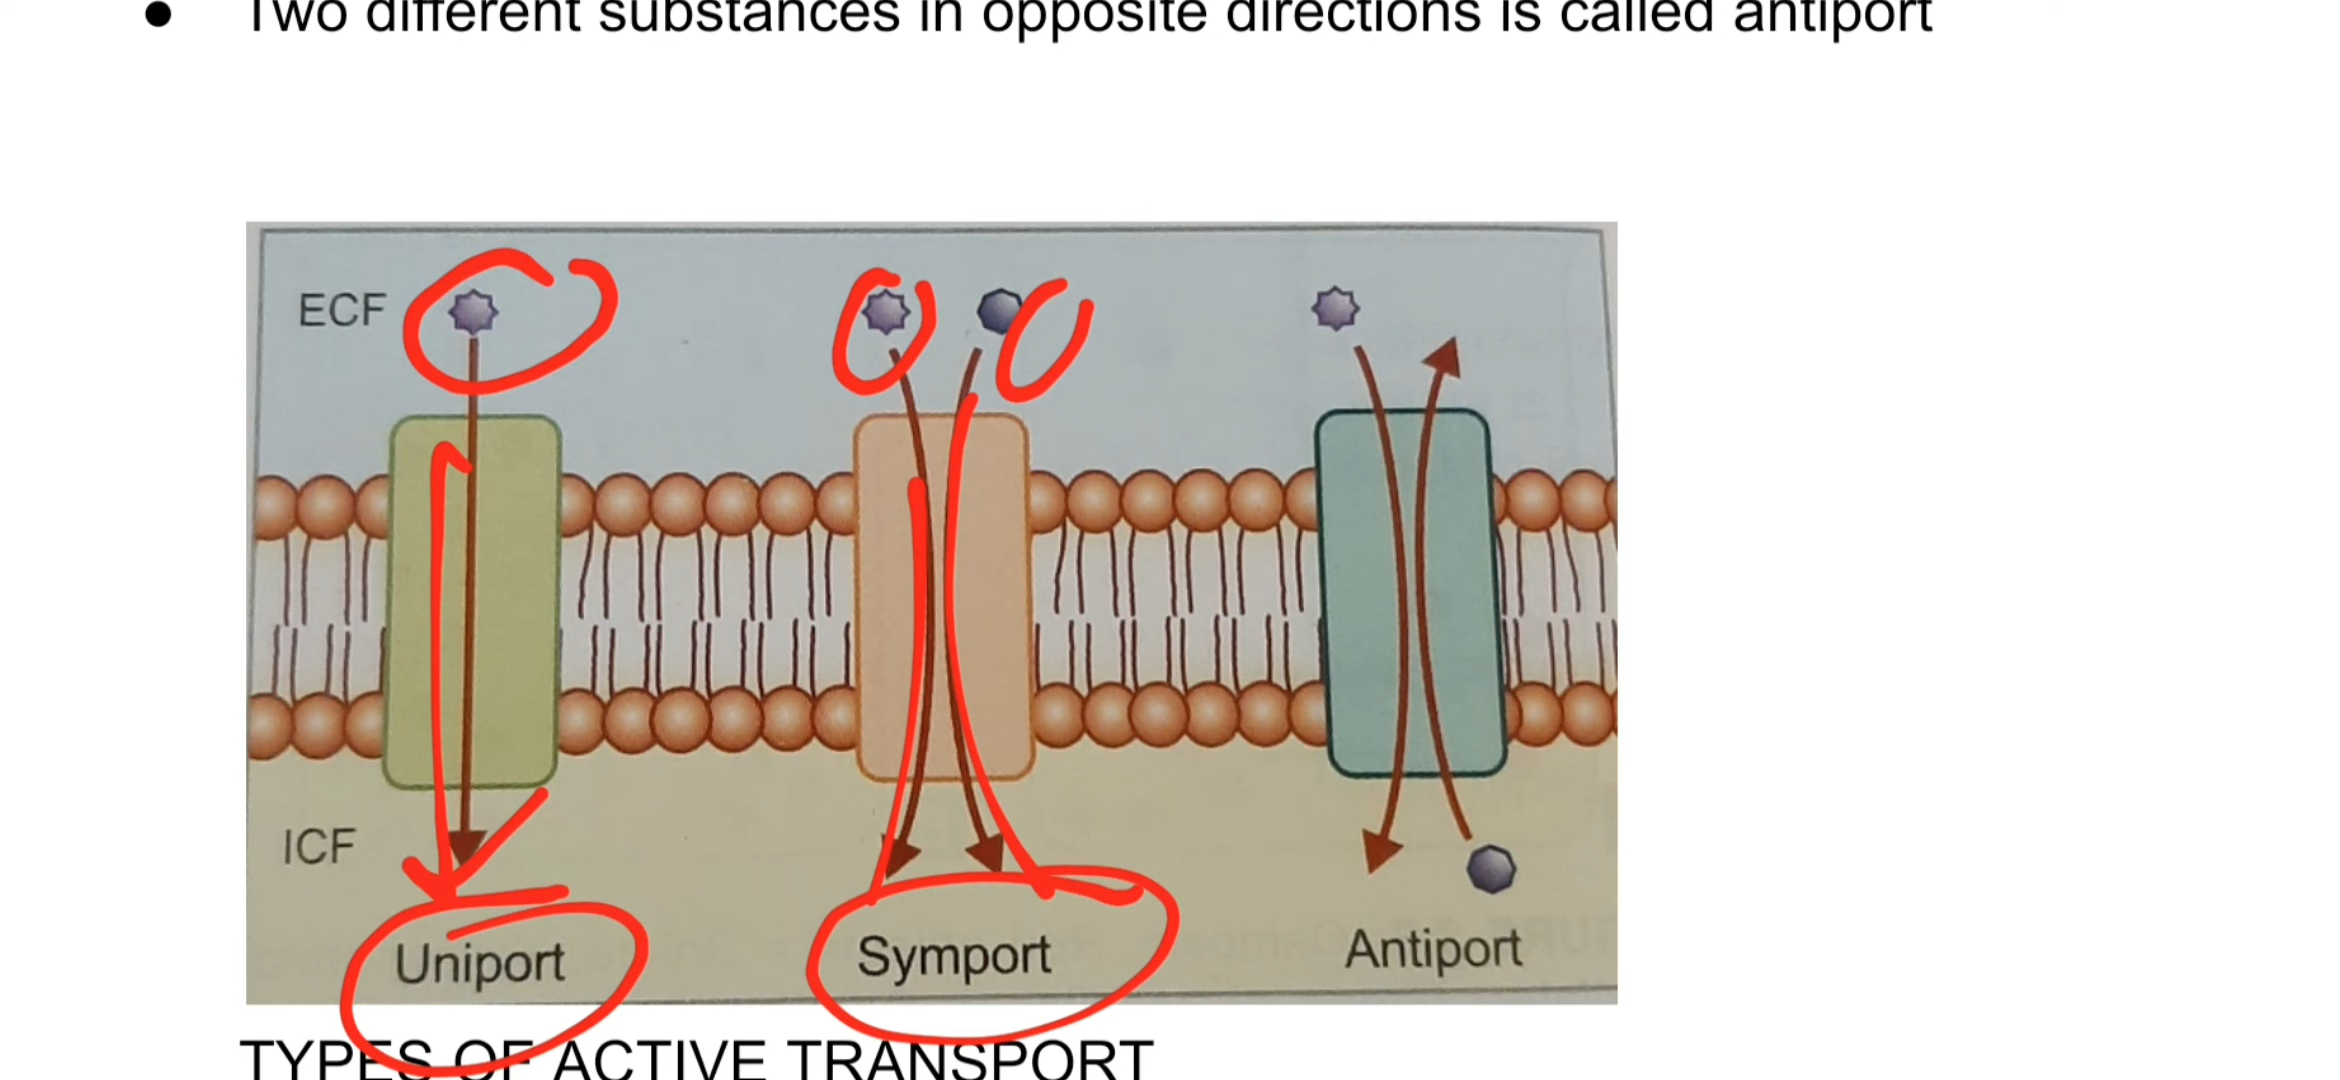 ● Two different substances in opposite directions is called antiport
ECF
ICF
Uniport Symport Antiport
TYPES OF ACTIVE TRANSPORT